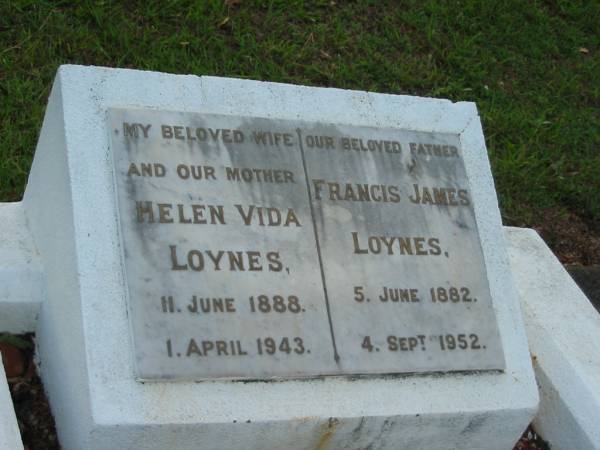 MY BELOVED WIFE
AND OUR MOTHER
HELEN VIDA
LOYNES,
11. JUNE 1888.
1. APRIL 1943.
OUR BELOVED FATHER
FRANCIS JAMES
LOYNES,
5. JUNE 1882.
4. SEPT 1952.